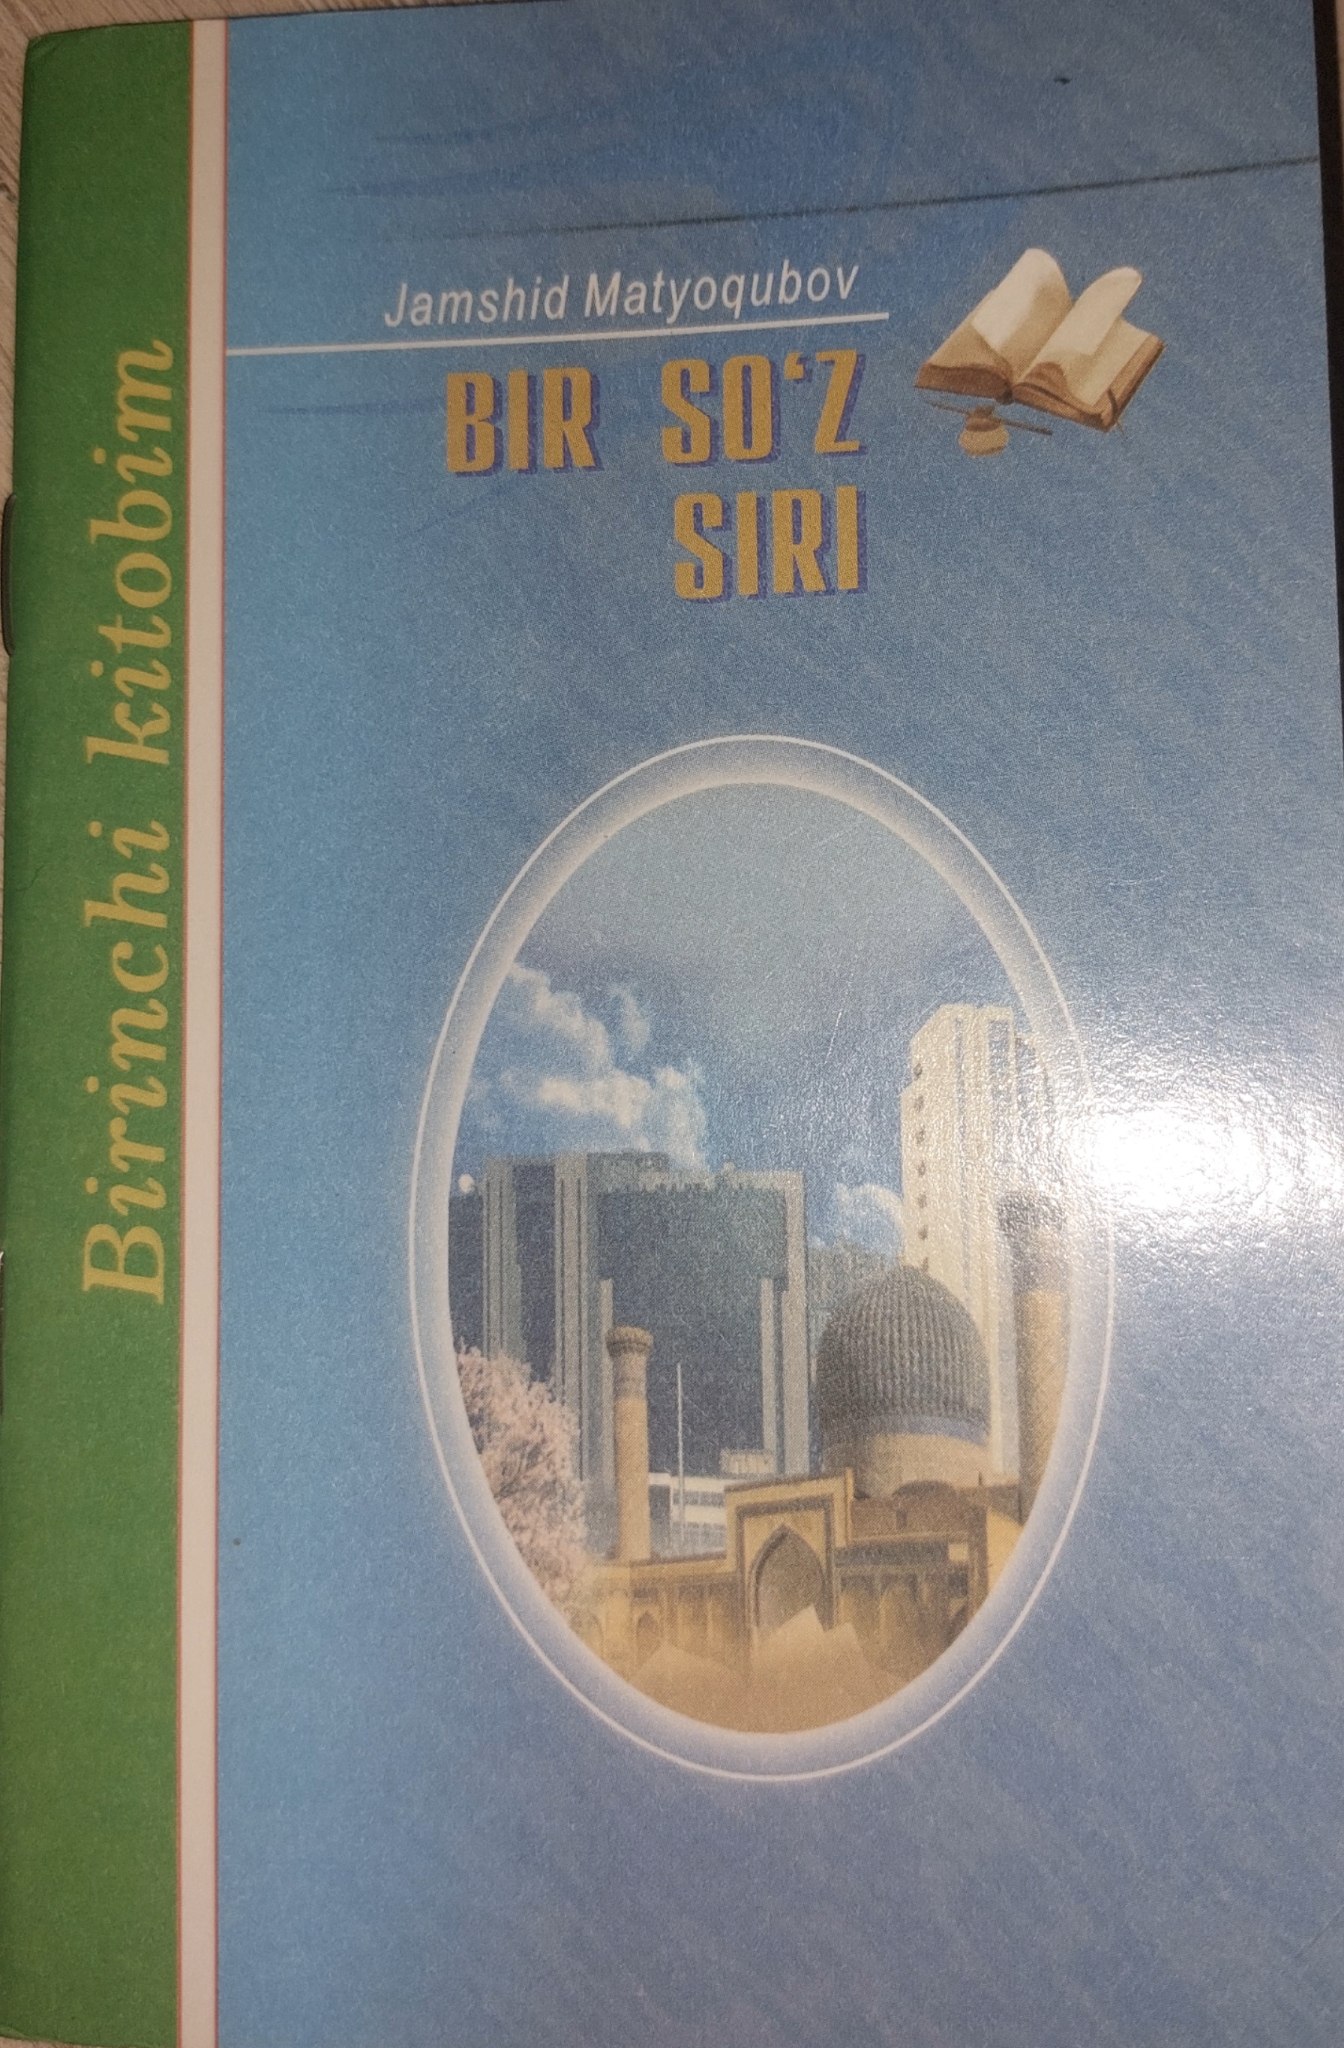 Jamshid Matyoqubov
BIR SO‘Z
SIRI
Birinchi kitobim